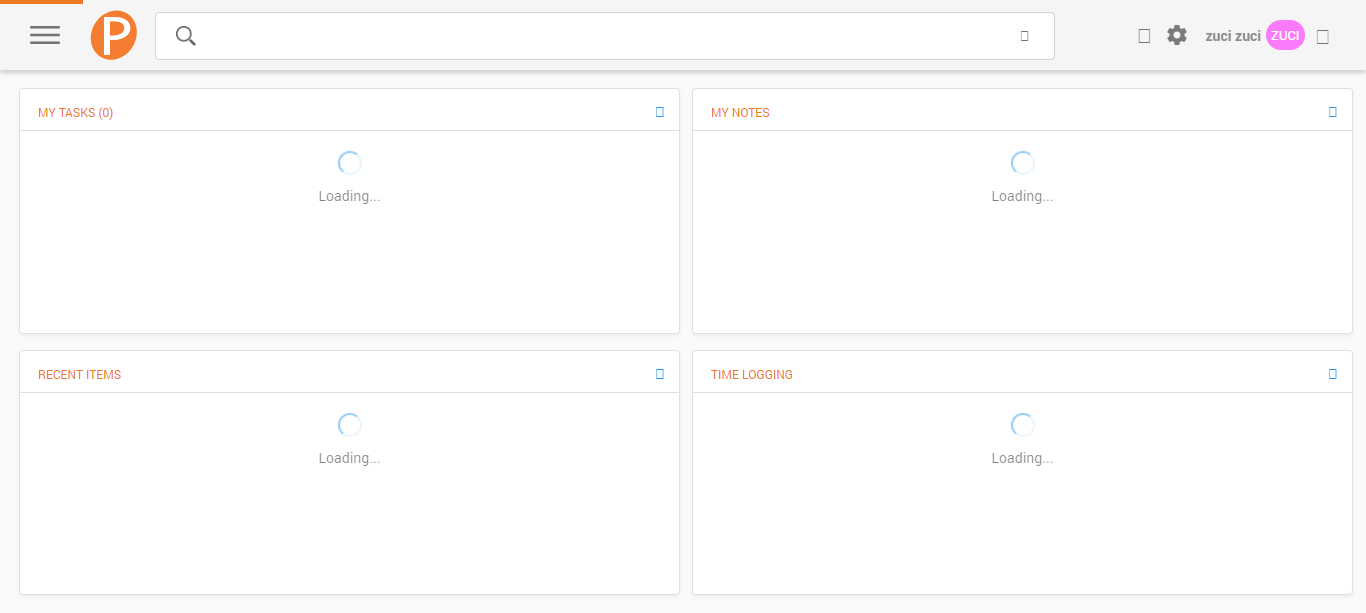 P
zuci zuci ZUCI
MY TASKS (0)
MY NOTES
Loading...
Loading...
RECENT ITEMS
TIME LOGGING
Loading...
Loading...